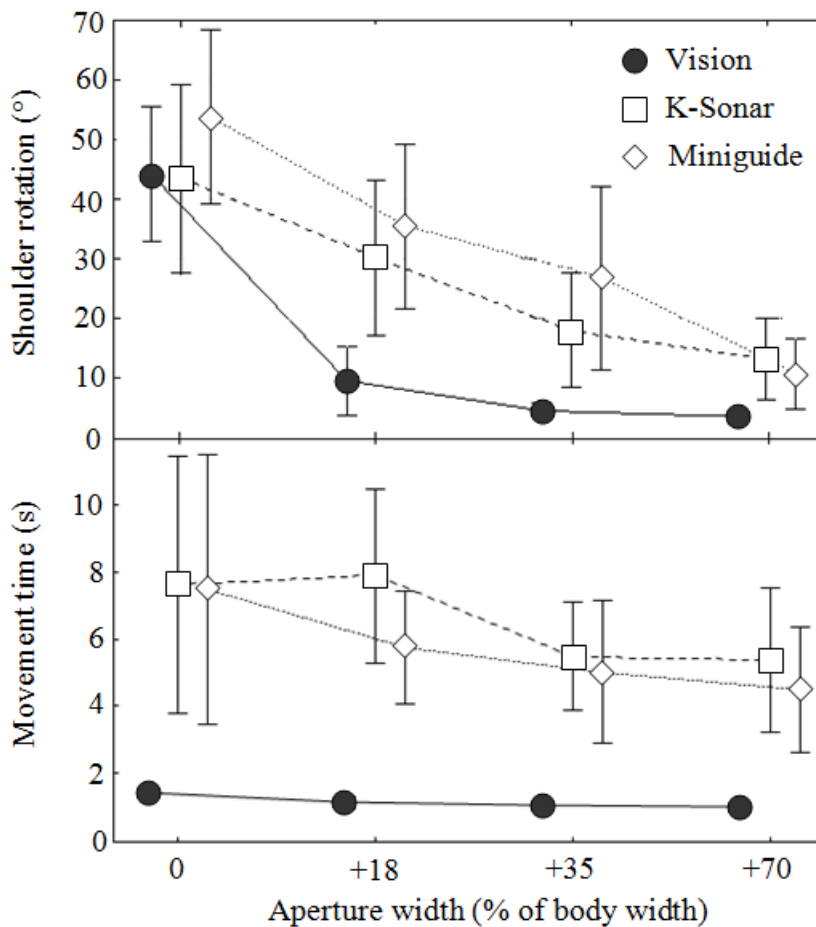 70
60
50
40
30
20
10
0
Shoulder rotation (°)
Vision
K-Sonar
Miniguide
10
8
6
4
2
0
Movement time (s)
0 +18 +35 +70
Aperture width (% of body width)